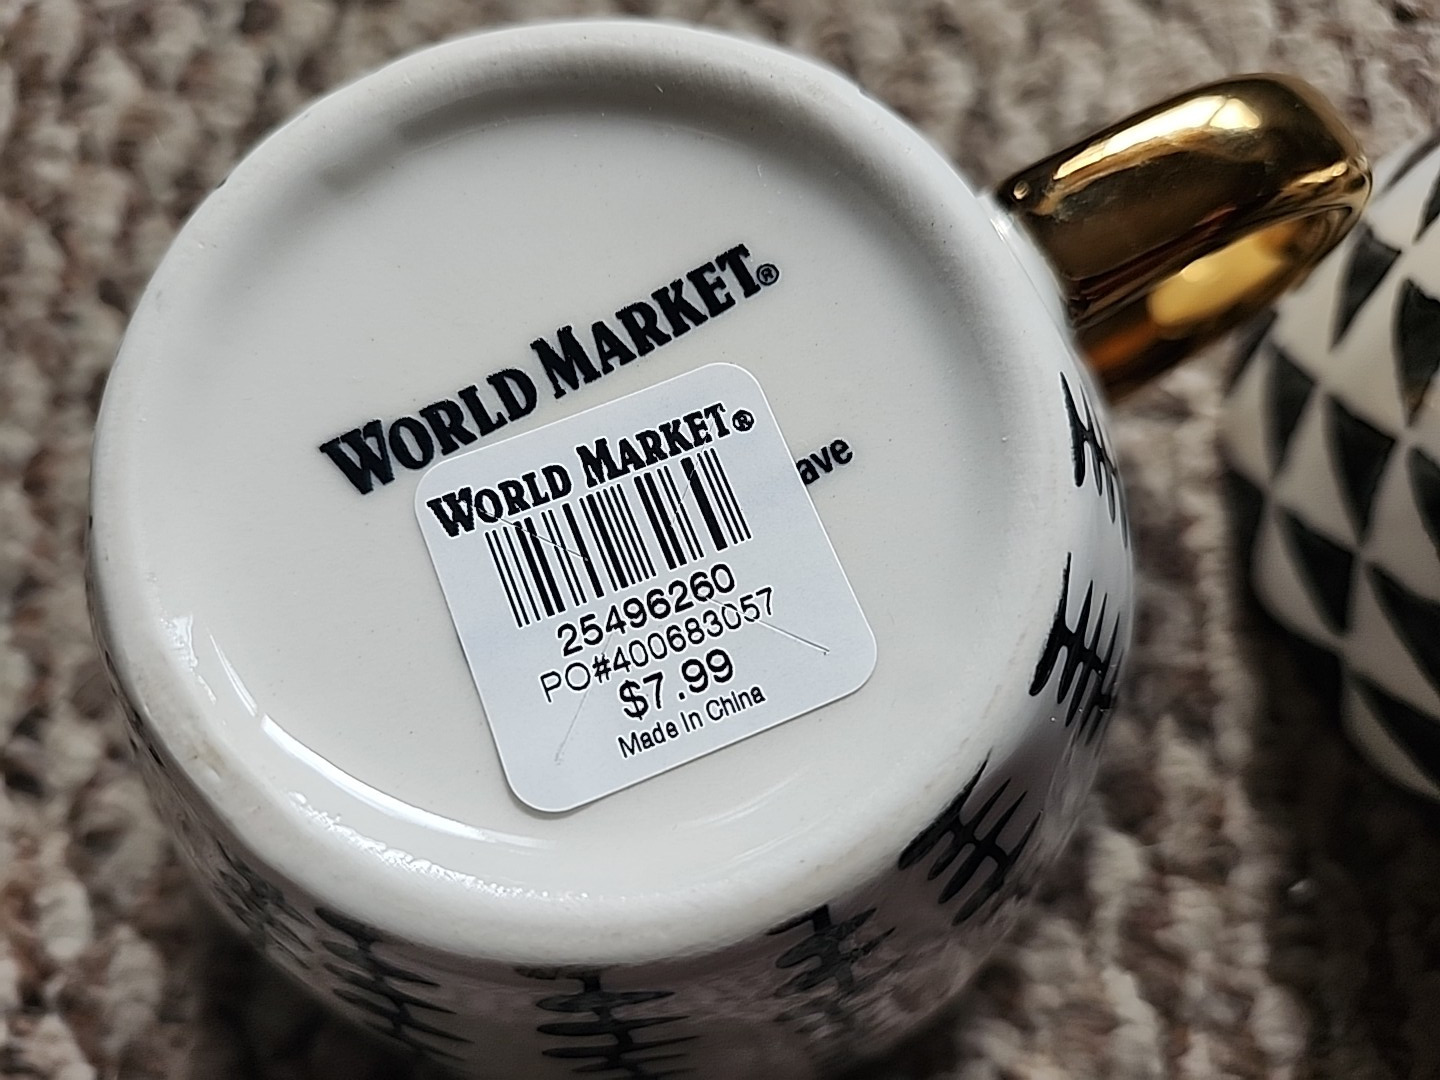 WORLD MARKET®
ave
WORLD MARKET®
25496260
PO#400683057
$7.99
Made In China